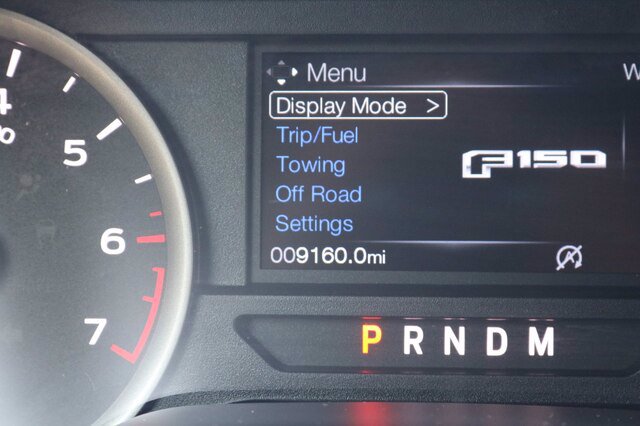 Menu
W
Display Mode >
Trip/Fuel
Towing
Off Road
Settings
F150
009160.0mi
A
4
5
6
7
P R N D M